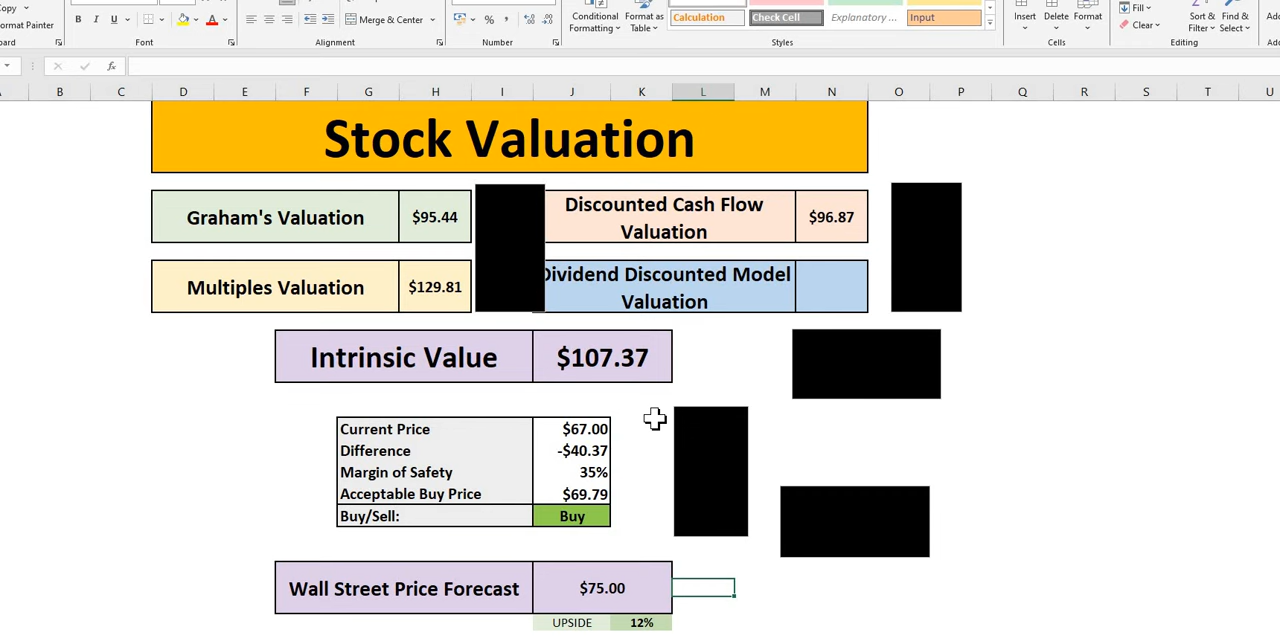 Copy
Format Painter
Font
Alignment
Merge & Center
Number
Conditional
Formatting
Format as
Table
Calculation
Check Cell
Explanatory ...
Input
Styles
Insert
Delete
Format
Cells
Fill
Clear
Sort &
Filter
Find &
Select
Editing
B I U
A
%
fx
B C D E F G H I J K L M N O P Q R S T U
Stock Valuation
Graham's Valuation $95.44
Discounted Cash Flow
Valuation
$96.87
Multiples Valuation $129.81
Dividend Discounted Model
Valuation
Intrinsic Value $107.37
Current Price $67.00
Difference -$40.37
Margin of Safety 35%
Acceptable Buy Price $69.79
Buy/Sell: Buy
Wall Street Price Forecast $75.00
UPSIDE 12%